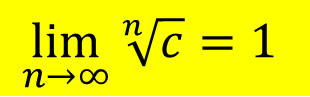 lim ⁿ√c = 1
n→∞